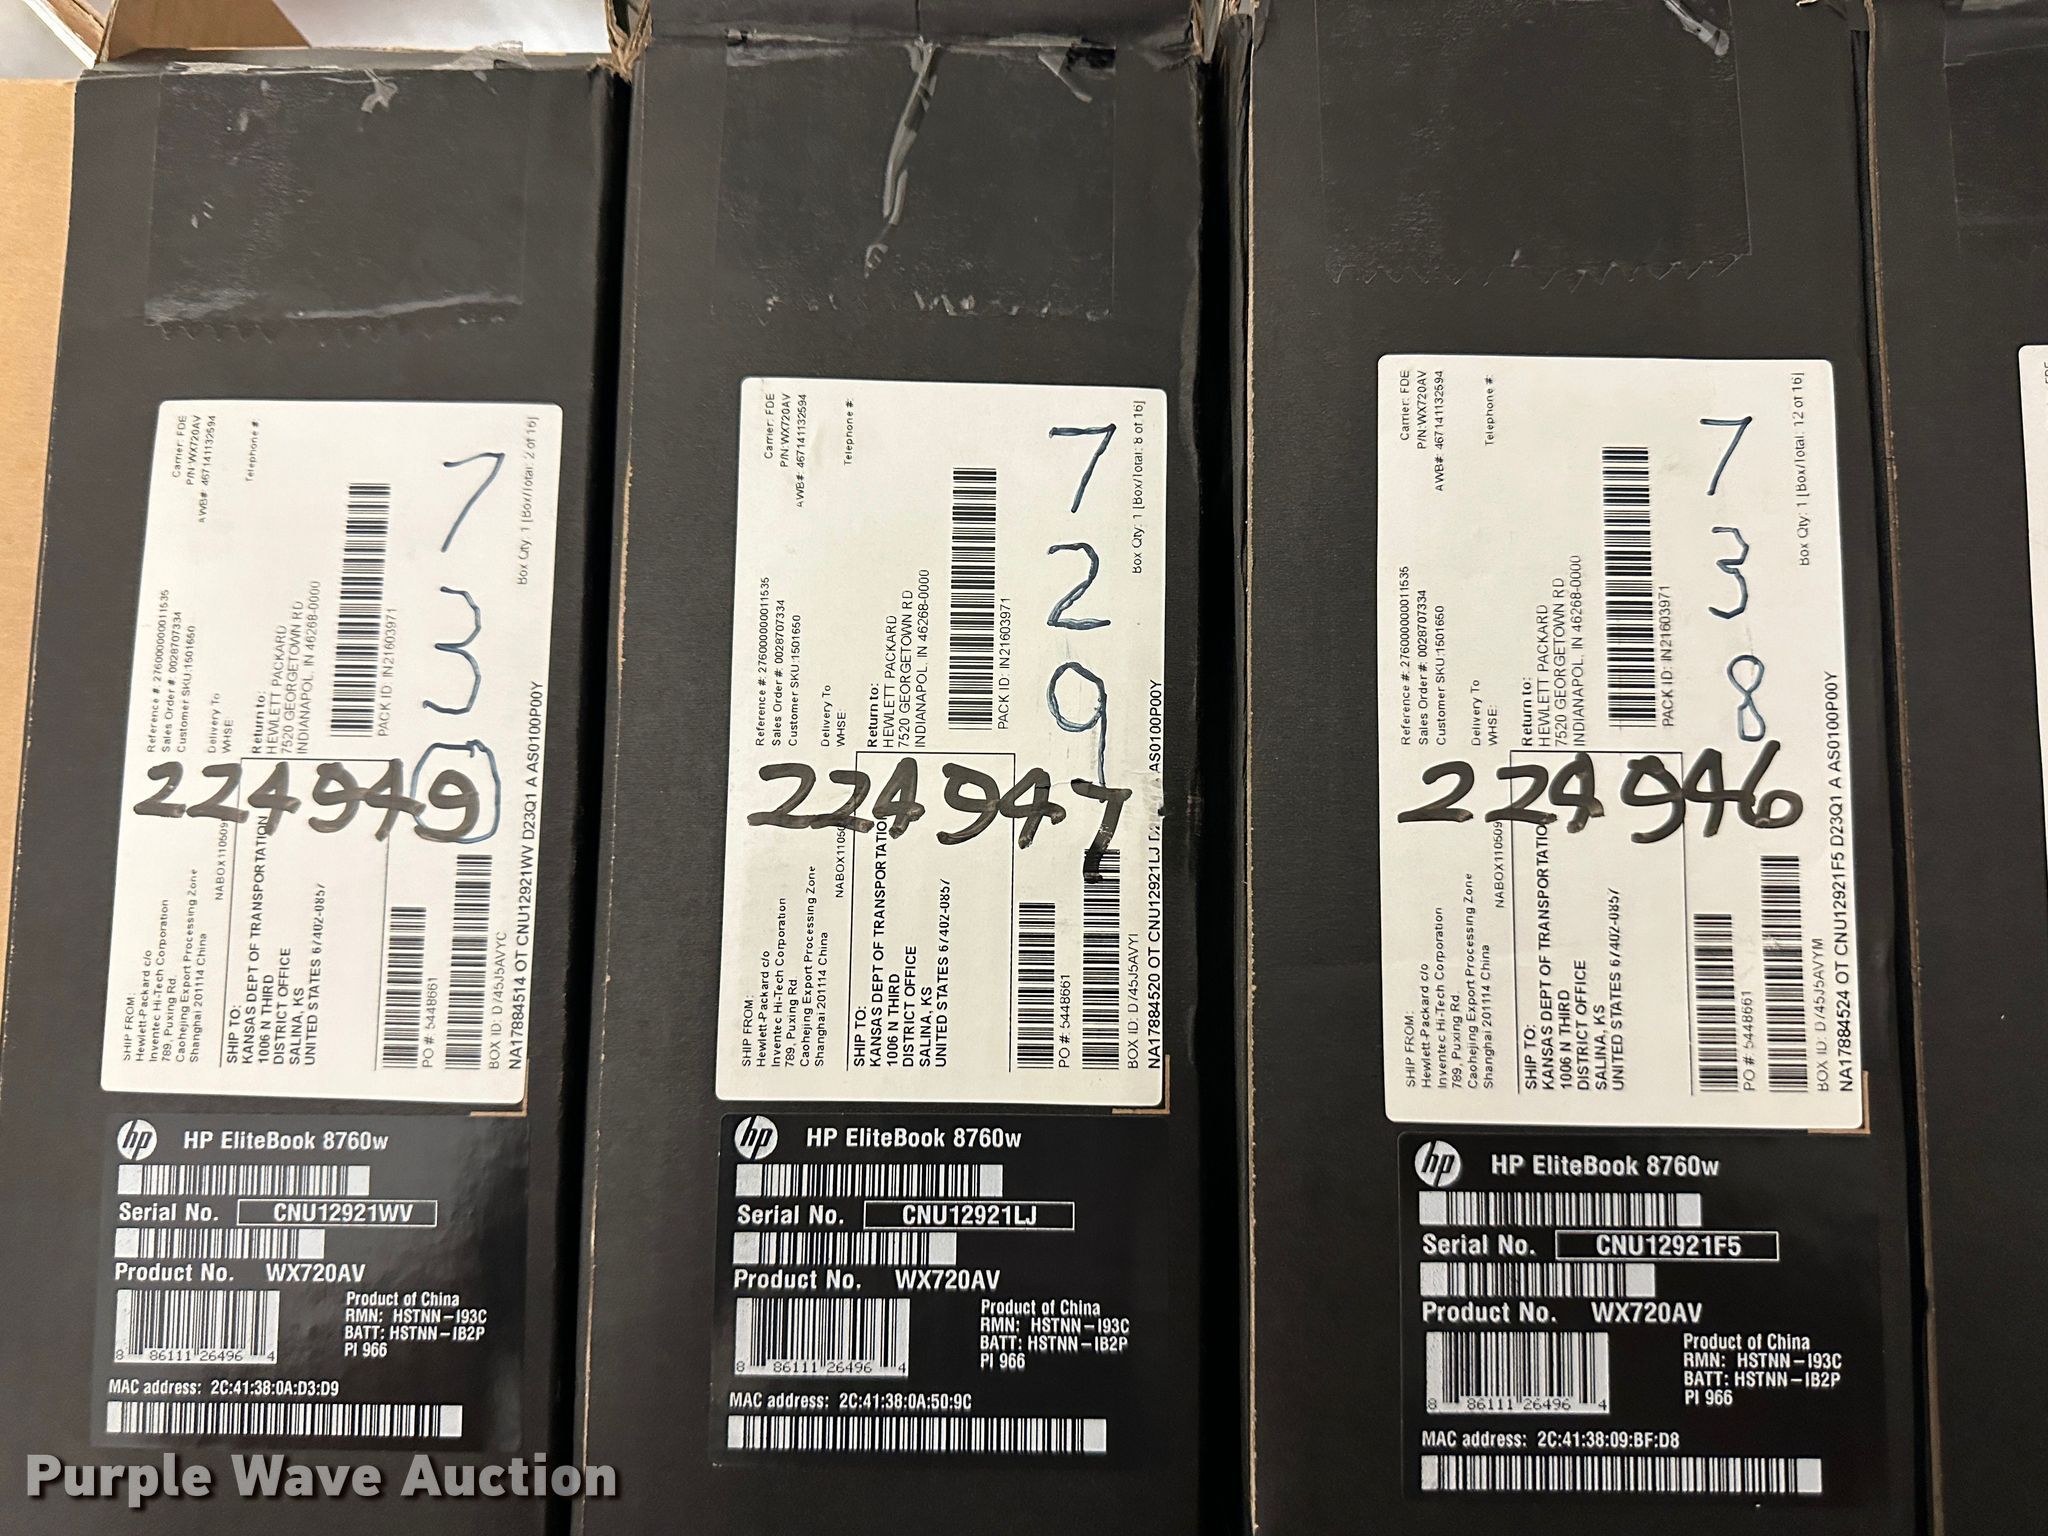 Carrier: FDE
P/N:WX720AV
AWB#: 467141132594
Telephone #:
Reference #: 2760000000011535
Sales Order #: 0028707334
Customer SKU:1501650
Delivery To
WHSE:
Return to:
HEWLETT PACKARD
7520 GEORGETOWN RD
INDIANAPOL, IN 46268-0000
PACK ID: IN21603971
Box Qty: 1 [Box/Total: 2 of 16]
7
3
3
224949
SHIP FROM:
Hewlett-Packard c/o
Inventec Hi-Tech Corporation
789, Puxing Rd.
Caohejing Export Processing Zone
Shanghai 201114 China
NABOX110509
SHIP TO:
KANSAS DEPT OF TRANSPORTATION
1006 N THIRD
DISTRICT OFFICE
SALINA, KS
UNITED STATES 67402-0857
PO # 5448661
BOX ID: D745J5AVYC
NA17884514 OT CNU12921WV D23Q1 A AS0100P00Y
hp HP EliteBook 8760w
Serial No. CNU12921WV
Product No. WX720AV
Product of China
RMN: HSTNN-I93C
BATT: HSTNN-IB2P
PI 966
8 86111 26496 4
MAC address: 2C:41:38:0A:D3:D9
Carrier: FDE
P/N:WX720AV
AWB#: 467141132594
Telephone #:
Reference #: 2760000000011535
Sales Order #: 0028707334
Customer SKU:1501650
Delivery To
WHSE:
Return to:
HEWLETT PACKARD
7520 GEORGETOWN RD
INDIANAPOL, IN 46268-0000
PACK ID: IN21603971
Box Qty: 1 [Box/Total: 8 of 16]
7
2
9
224947
SHIP FROM:
Hewlett-Packard c/o
Inventec Hi-Tech Corporation
789, Puxing Rd.
Caohejing Export Processing Zone
Shanghai 201114 China
SHIP TO:
KANSAS DEPT OF TRANSPORTATIO
1006 N THIRD
DISTRICT OFFICE
SALINA, KS
UNITED STATES 67402-0857
PO # 5448661
BOX ID: D745J5AVYI
NA17884520 OT CNU12921LJ A AS0100P00Y
hp HP EliteBook 8760w
Serial No. CNU12921LJ
Product No. WX720AV
Product of China
RMN: HSTNN-I93C
BATT: HSTNN-IB2P
PI 966
8 86111 26496 4
MAC address: 2C:41:38:0A:50:9C
Carrier: FDE
P/N:WX720AV
AWB#: 467141132594
Telephone #:
Reference #: 2760000000011535
Sales Order #: 0028707334
Customer SKU:1501650
Delivery To
WHSE:
Return to:
HEWLETT PACKARD
7520 GEORGETOWN RD
INDIANAPOL, IN 46268-0000
PACK ID: IN21603971
Box Qty: 1 [Box/Total: 12 of 16]
7
3
8
224946
SHIP FROM:
Hewlett-Packard c/o
Inventec Hi-Tech Corporation
789, Puxing Rd.
Caohejing Export Processing Zone
Shanghai 201114 China
NABOX110509
SHIP TO:
KANSAS DEPT OF TRANSPORTATIO
1006 N THIRD
DISTRICT OFFICE
SALINA, KS
UNITED STATES 67402-0857
PO # 5448661
BOX ID: D745J5AVYM
NA17884524 OT CNU12921F5 D23Q1 A AS0100P00Y
hp HP EliteBook 8760w
Serial No. CNU12921F5
Product No. WX720AV
Product of China
RMN: HSTNN-I93C
BATT: HSTNN-IB2P
PI 966
8 86111 26496 4
MAC address: 2C:41:38:09:BF:D8
Purple Wave Auction